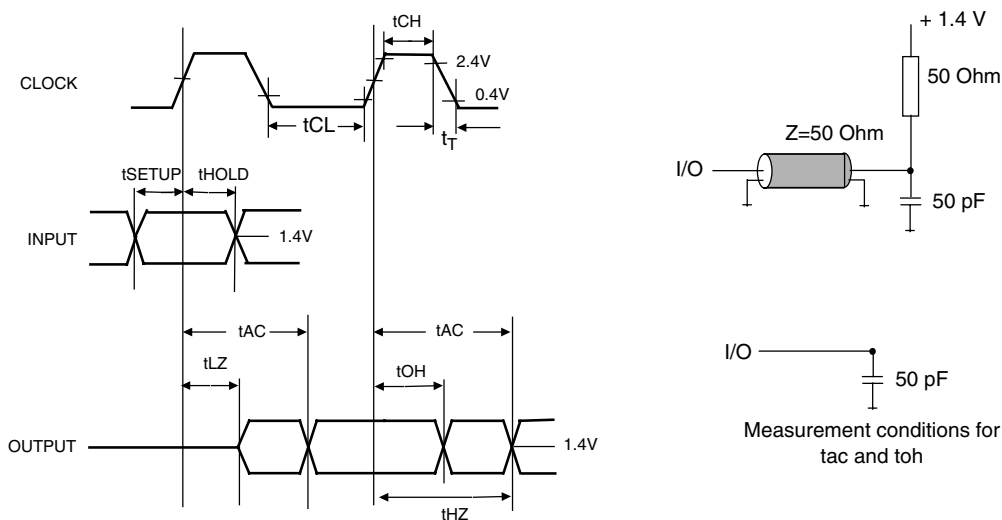 tCH
CLOCK
2.4V
0.4V
tCL
tT
tSETUP
tHOLD
INPUT
1.4V
tAC
tAC
tLZ
tOH
OUTPUT
1.4V
tHZ
+ 1.4 V
50 Ohm
Z=50 Ohm
I/O
50 pF
I/O
50 pF
Measurement conditions for
tac and toh